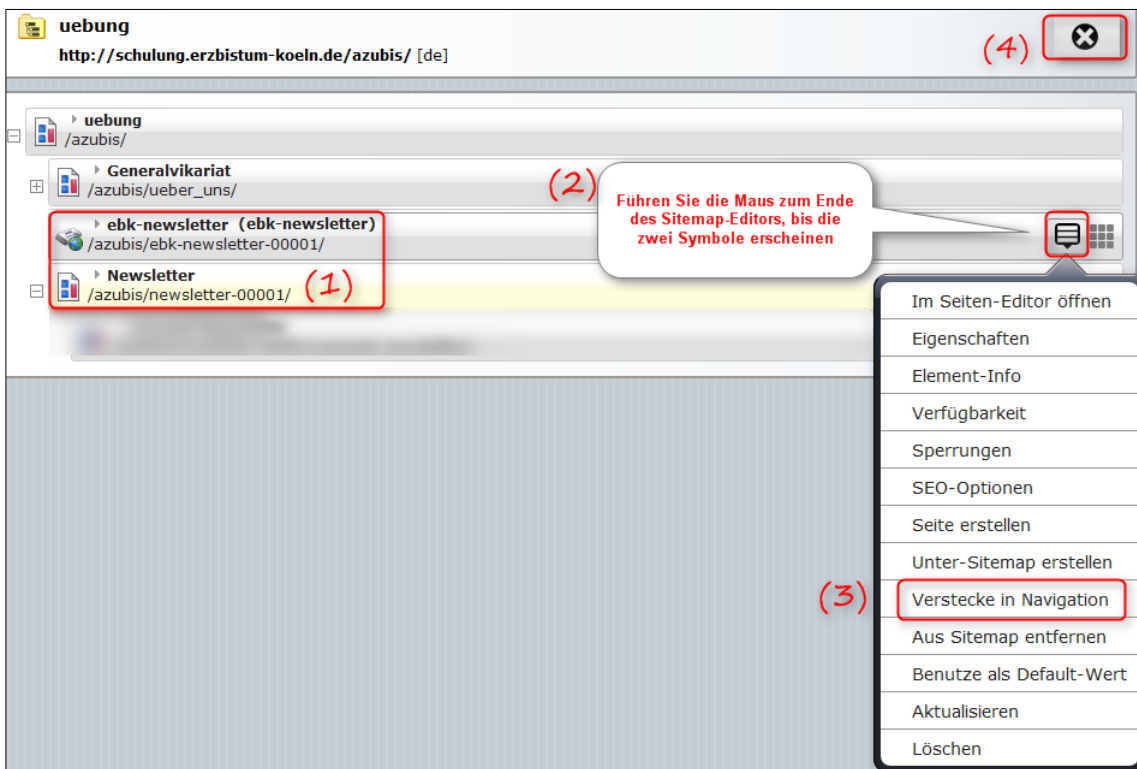 uebung
http://schulung.erzbistum-koeln.de/azubis/ [de]
(4)
uebung
/azubis/
Generalvikariat
/azubis/ueber_uns/
(2)
Führen Sie die Maus zum Ende
des Sitemap-Editors, bis die
zwei Symbole erscheinen
ebk-newsletter (ebk-newsletter)
/azubis/ebk-newsletter-00001/
Newsletter
/azubis/newsletter-00001/
(1)
Im Seiten-Editor öffnen
Eigenschaften
Element-Info
Verfügbarkeit
Sperrungen
SEO-Optionen
Seite erstellen
Unter-Sitemap erstellen
(3)
Verstecke in Navigation
Aus Sitemap entfernen
Benutze als Default-Wert
Aktualisieren
Löschen